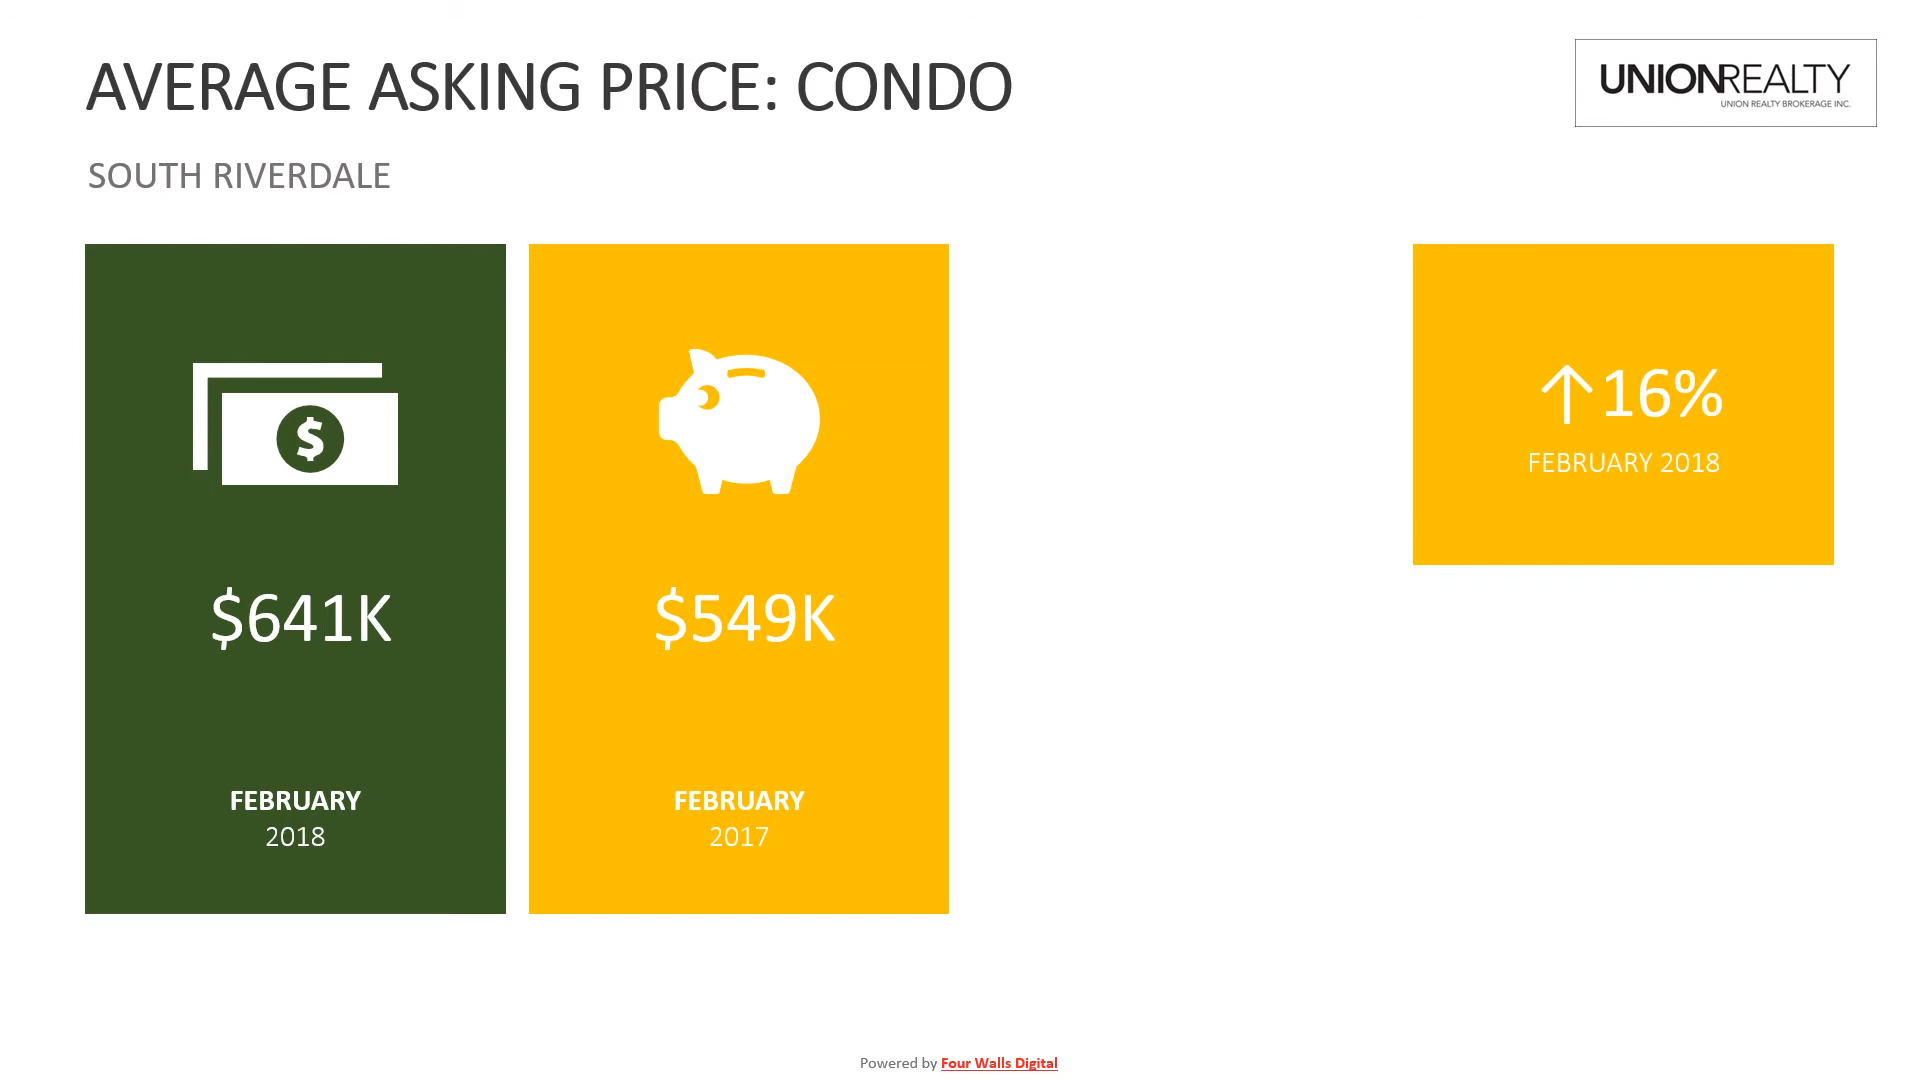 AVERAGE ASKING PRICE: CONDO
UNIONREALTY
UNION REALTY BROKERAGE INC.
SOUTH RIVERDALE
$
$641K
FEBRUARY
2018
$549K
FEBRUARY
2017
↑16%
FEBRUARY 2018
Powered by Four Walls Digital